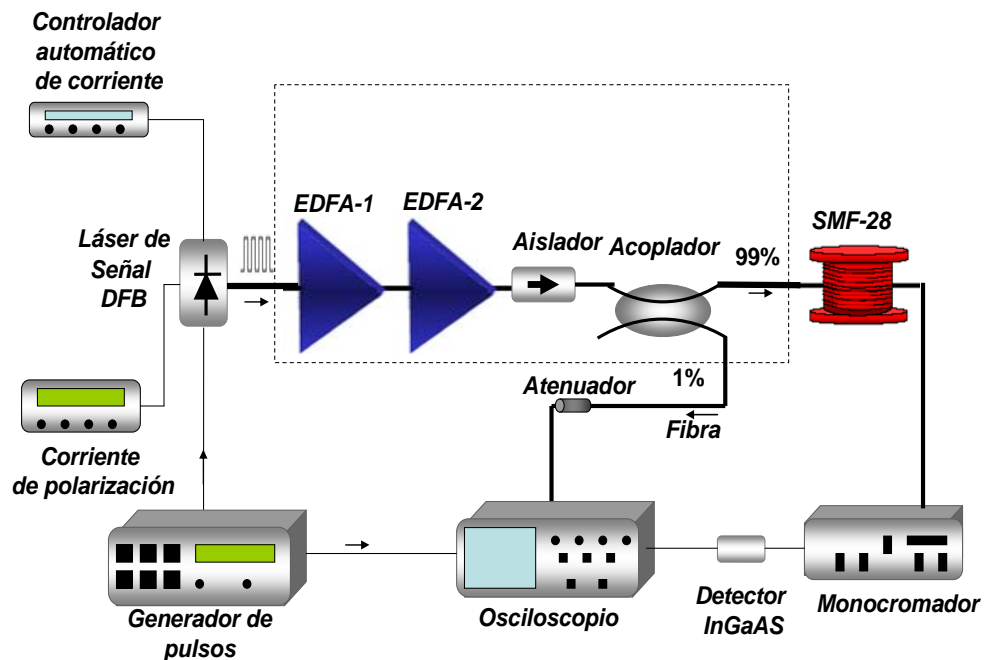 Controlador
automático
de corriente
EDFA-1
EDFA-2
SMF-28
Láser de
Señal
DFB
Aislador
Acoplador
99%
1%
Atenuador
Fibra
Corriente
de polarización
Generador de
pulsos
Osciloscopio
Detector
InGaAS
Monocromador